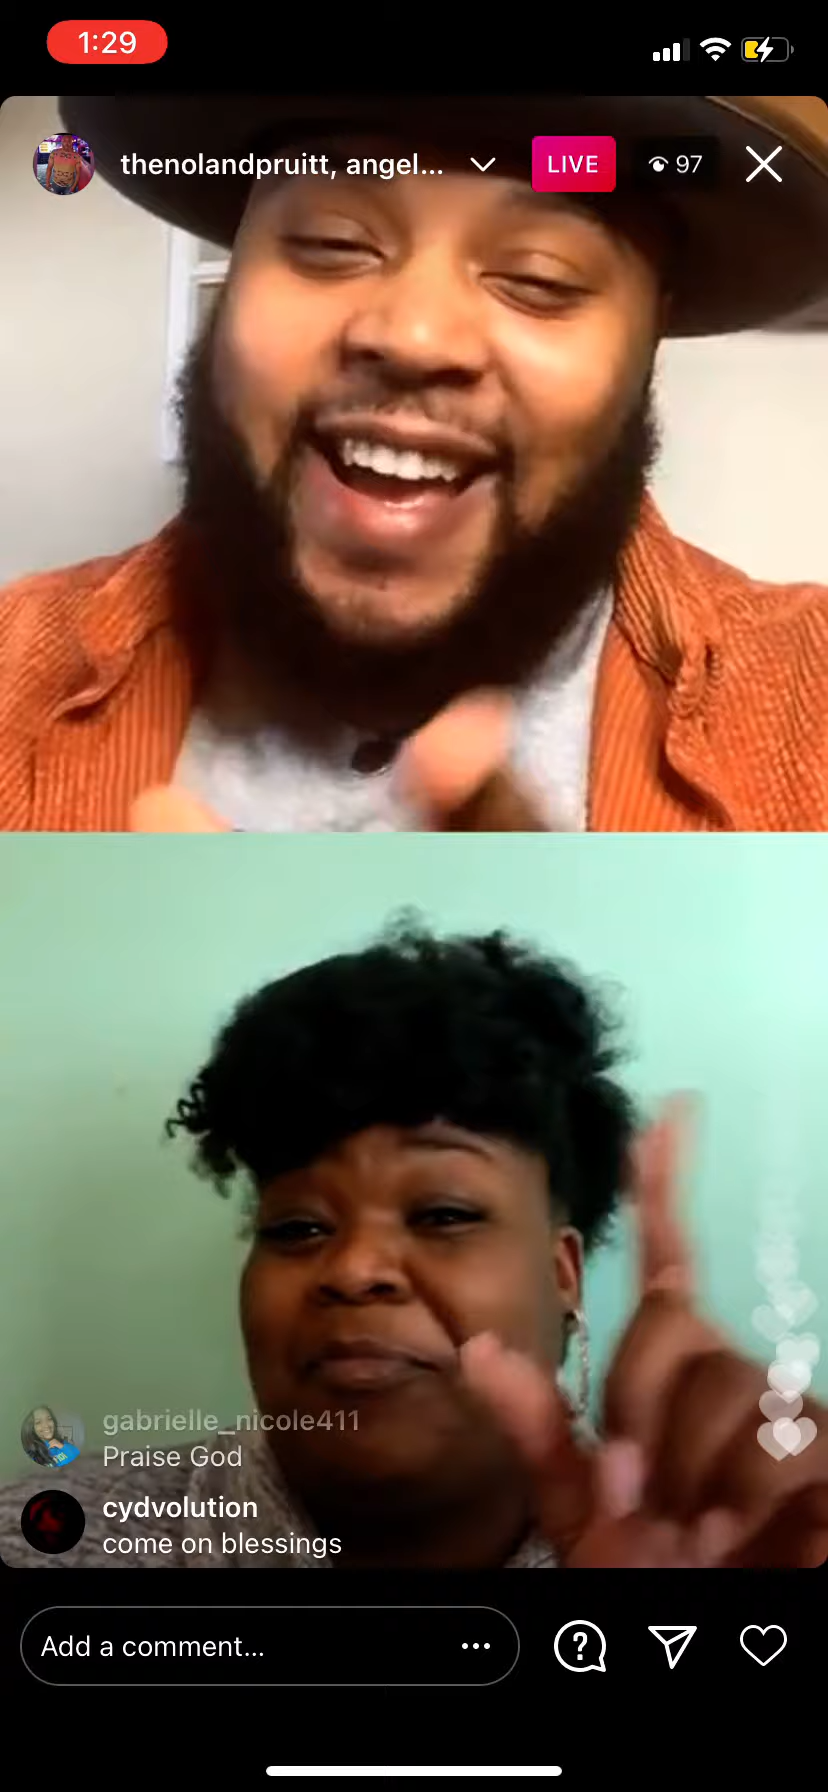 1:29
thenolandpruitt, angel... LIVE 97
gabrielle_nicole411
Praise God
cydvolution
come on blessings
Add a comment...